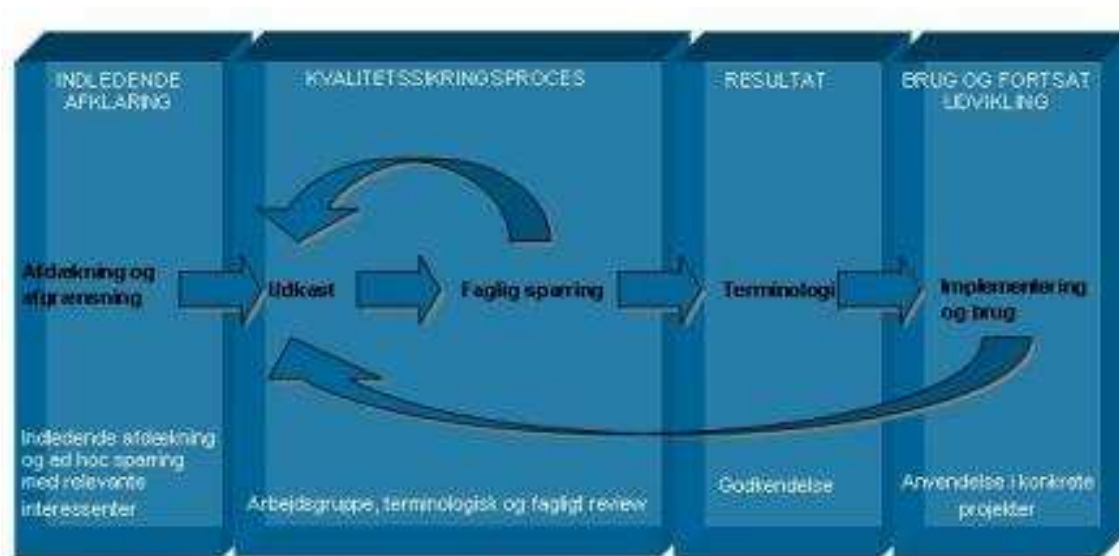 INDLEDENDE
AFKLARING
KVALITETSSIKRINGSPROCES
RESULTAT
BRUG OG FORTSAT
UDVIKLING
Afdækning og
afgrænsning
Udkast
Faglig sparring
Terminologi
Implementering
og brug
Indledende afdækning
og ad hoc sparring
med relevante
interessenter
Arbejdsgruppe, terminologisk og fagligt review
Godkendelse
Anvendelse i konkrete
projekter